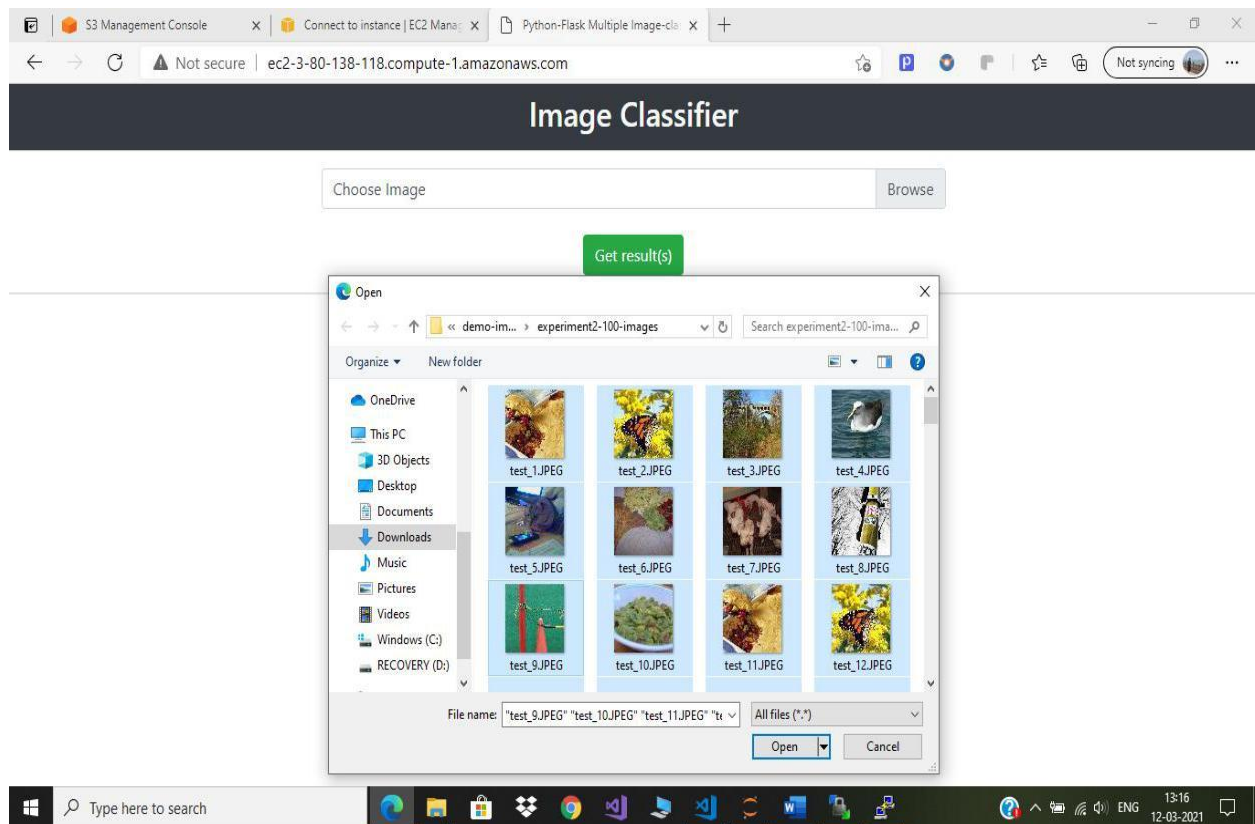 S3 Management Console
Connect to instance | EC2 Manag
Python-Flask Multiple Image-cla
Not secure | ec2-3-80-138-118.compute-1.amazonaws.com
Not syncing
Image Classifier
Choose Image
Browse
Get result(s)
Open
« demo-im... › experiment2-100-images
Search experiment2-100-ima...
Organize
New folder
OneDrive
This PC
3D Objects
Desktop
Documents
Downloads
Music
Pictures
Videos
Windows (C:)
RECOVERY (D:)
test_1.JPEG
test_2.JPEG
test_3.JPEG
test_4.JPEG
test_5.JPEG
test_6.JPEG
test_7.JPEG
test_8.JPEG
test_9.JPEG
test_10.JPEG
test_11.JPEG
test_12.JPEG
File name: "test_9.JPEG" "test_10.JPEG" "test_11.JPEG" "te
All files (*.*)
Open
Cancel
Type here to search
ENG
13:16
12-03-2021